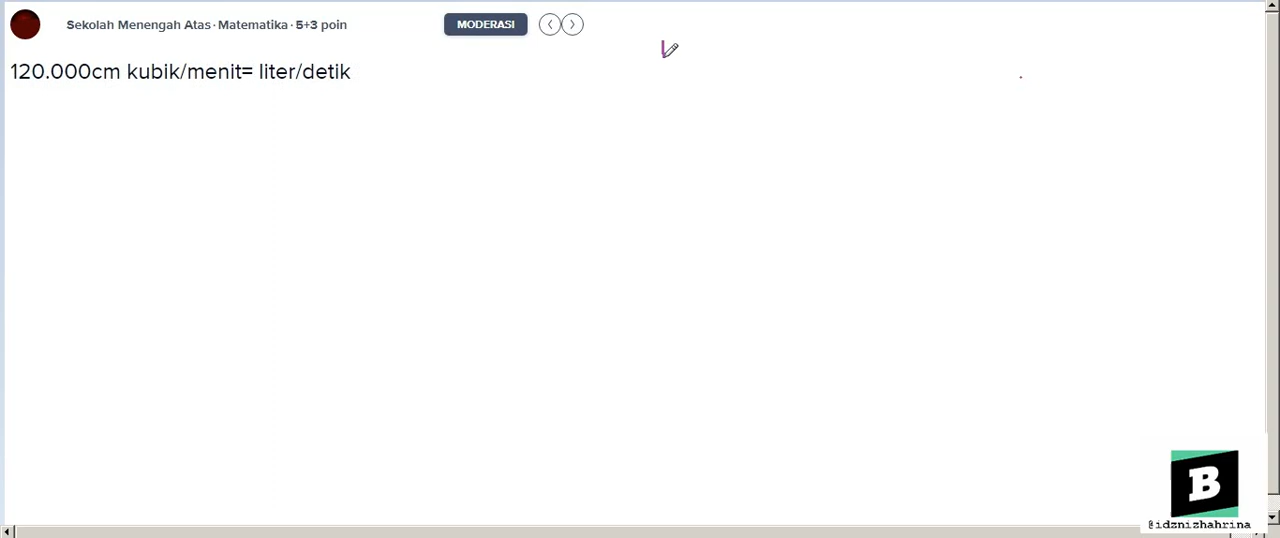 Sekolah Menengah Atas · Matematika · 5+3 poin
MODERASI
120.000cm kubik/menit= liter/detik
B
@idznizhahrina